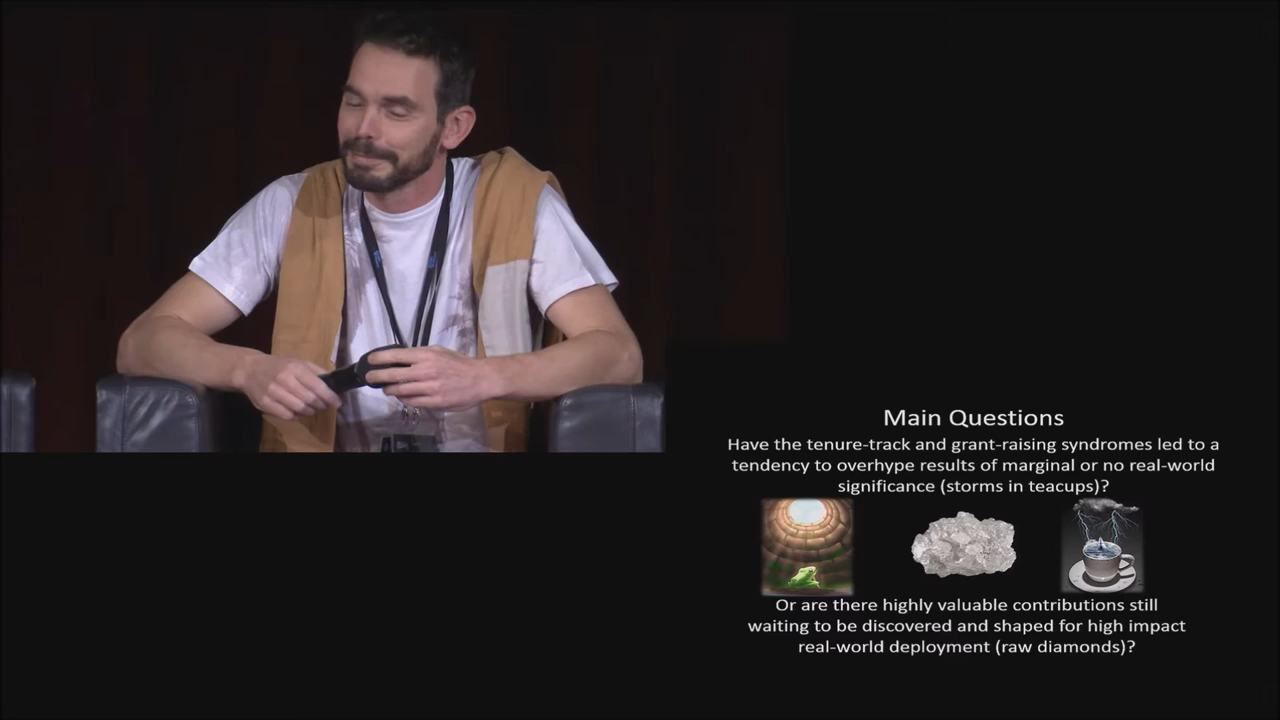 Main Questions
Have the tenure-track and grant-raising syndromes led to a
tendency to overhype results of marginal or no real-world
significance (storms in teacups)?
Or are there highly valuable contributions still
waiting to be discovered and shaped for high impact
real-world deployment (raw diamonds)?